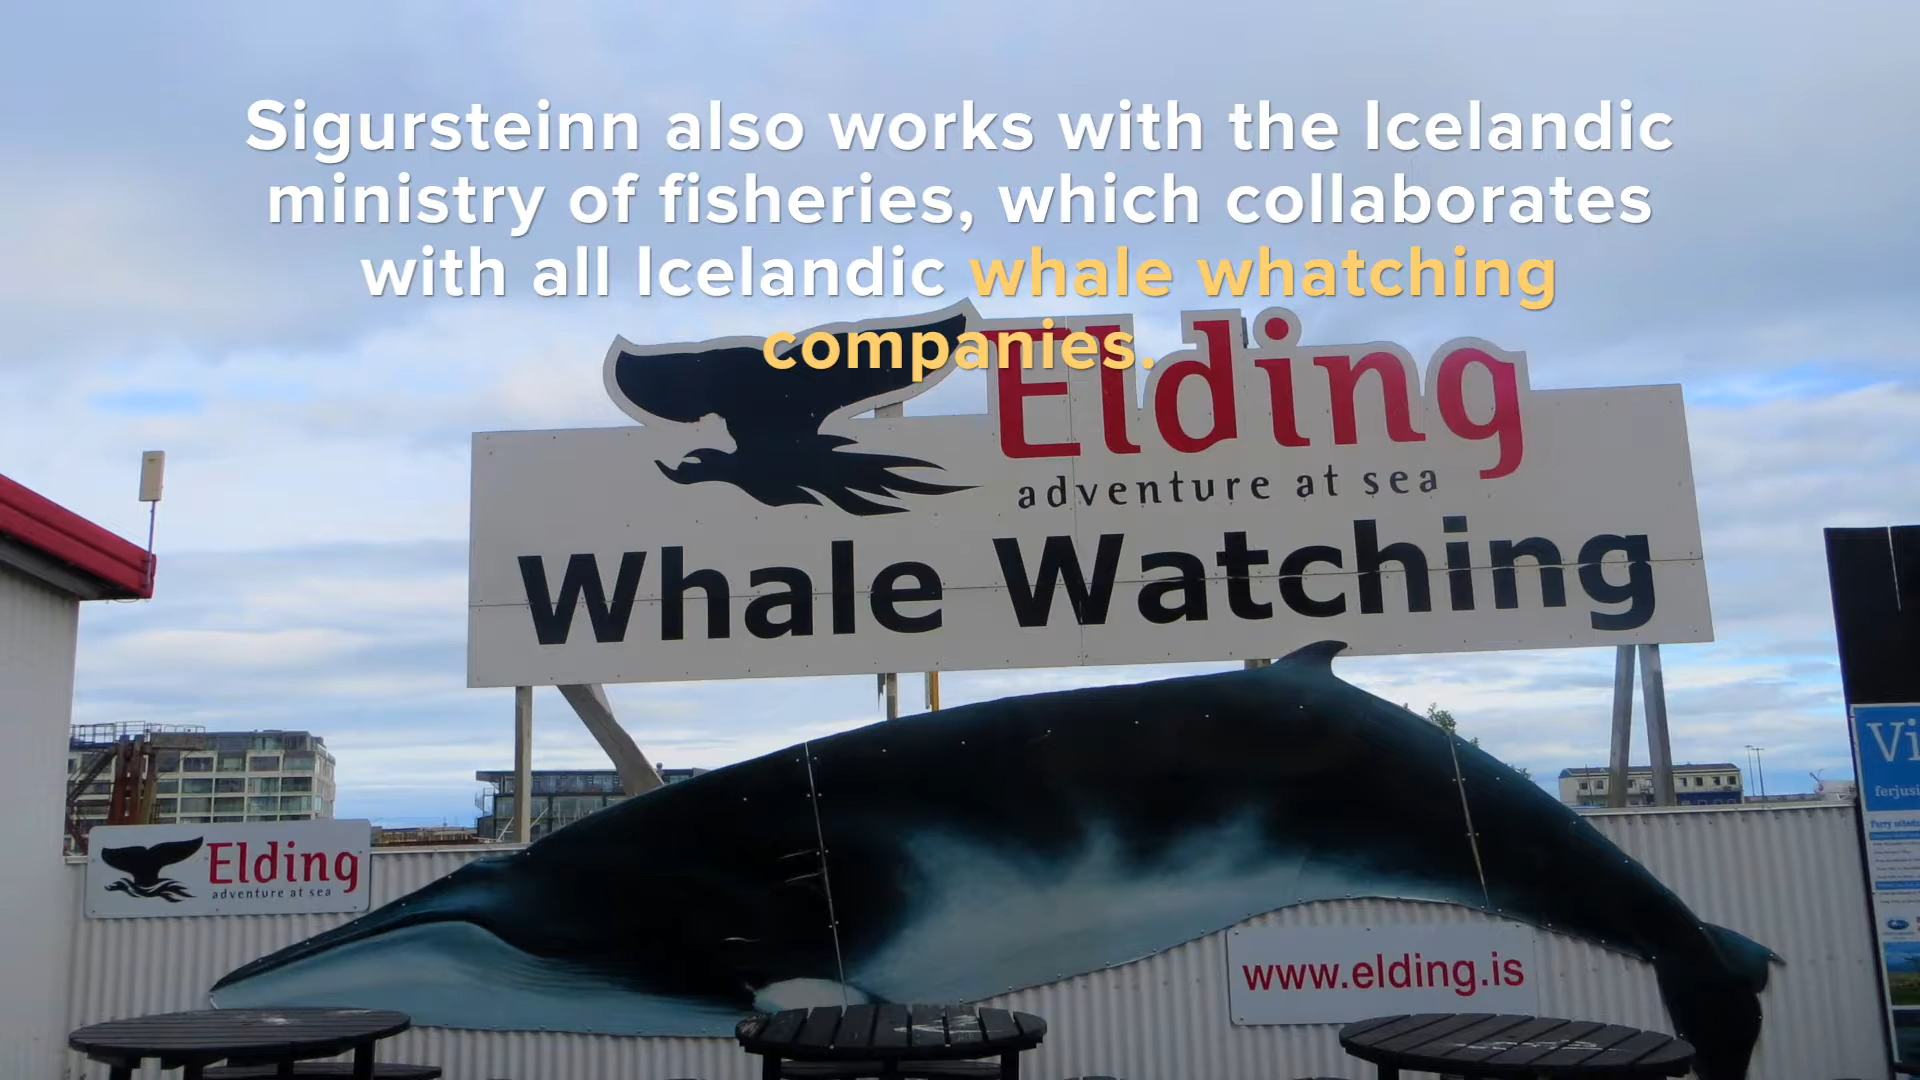 Sigursteinn also works with the Icelandic
ministry of fisheries, which collaborates
with all Icelandic whale whatching
companies.
Elding
adventure at sea
Whale Watching
Elding
adventure at sea
www.elding.is
Vi
ferjusi